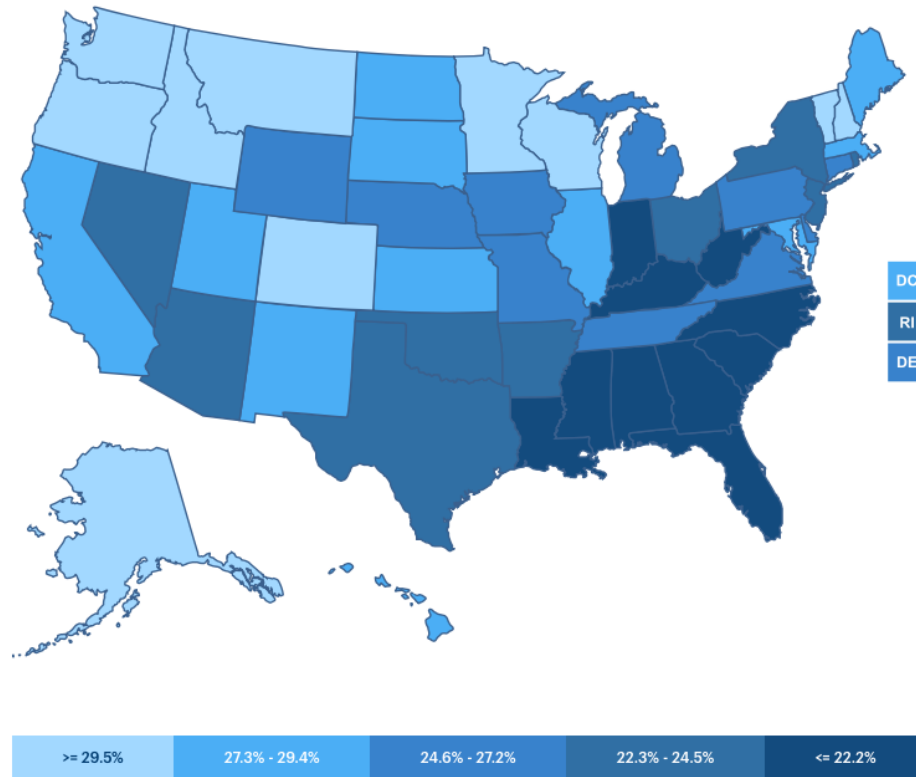 DC
RI
DE
>= 29.5%
27.3% - 29.4%
24.6% - 27.2%
22.3% - 24.5%
<= 22.2%